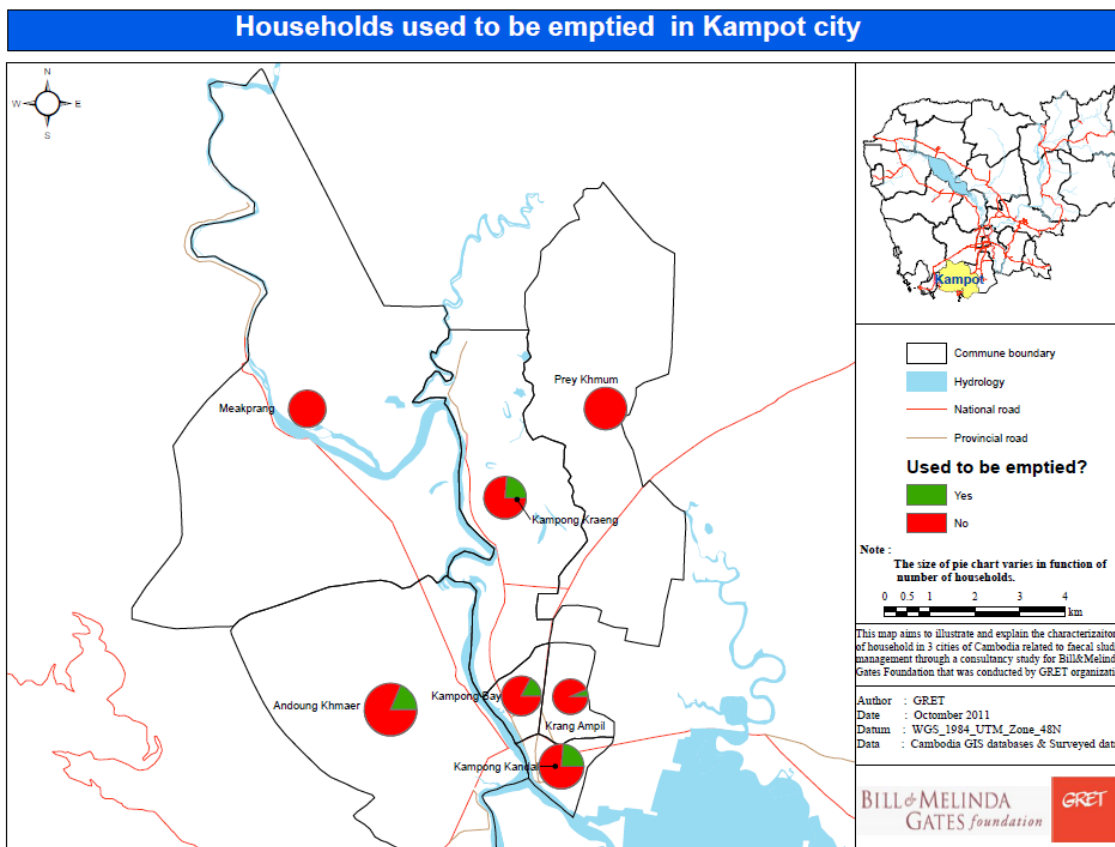 Households used to be emptied in Kampot city
N
W
E
S
Meakprang
Prey Khmum
Kampong Kraeng
Andoung Khmaer
Kampong Bay
Krang Ampil
Kampong Kandal
Kampot
Commune boundary
Hydrology
National road
Provincial road
Used to be emptied?
Yes
No
Note :
The size of pie chart varies in function of
number of households.
0 0.5 1 2 3 4
km
This map aims to illustrate and explain the characterizaiton
of household in 3 cities of Cambodia related to faecal slud
management through a consultancy study for Bill&Melind
Gates Foundation that was conducted by GRET organizati
Author : GRET
Date : Octomber 2011
Datum : WGS_1984_UTM_Zone_48N
Data : Cambodia GIS databases & Surveyed dat
BILL & MELINDA
GATES foundation
GRET